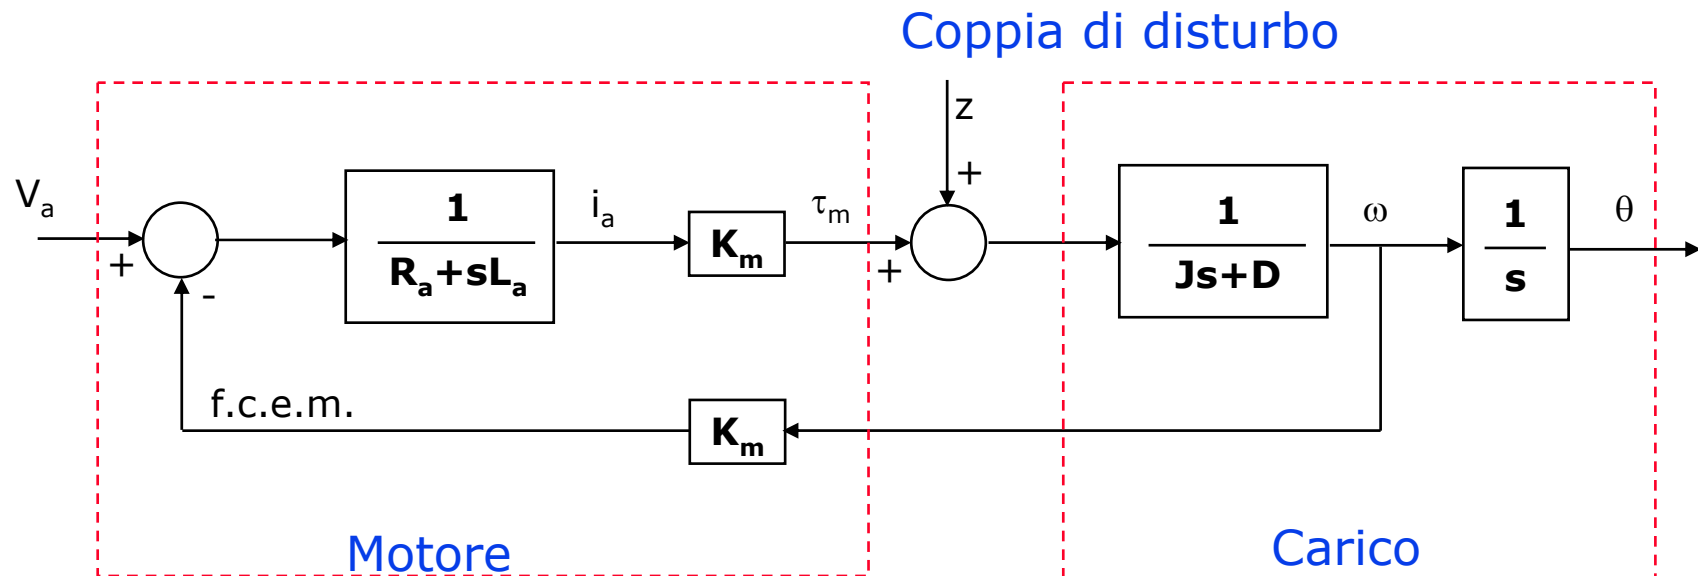 Coppia di disturbo
z
+
Vₐ
+
-
1
Rₐ+sLₐ
iₐ
Kₘ
τₘ
+
1
Js+D
ω
1
s
θ
f.c.e.m.
Kₘ
Motore
Carico